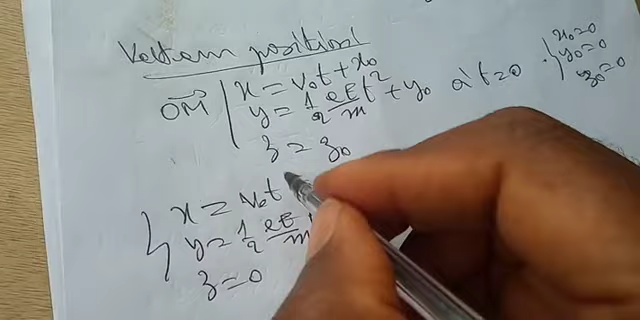 Vecteur position
x = v₀t + x₀
OM⃗ { y = 1/2 eE/m t² + y₀ à t=0 { x₀=0 y₀=0 z₀=0
z = z₀
x = v₀t
y = 1/2 eE/m
z = 0